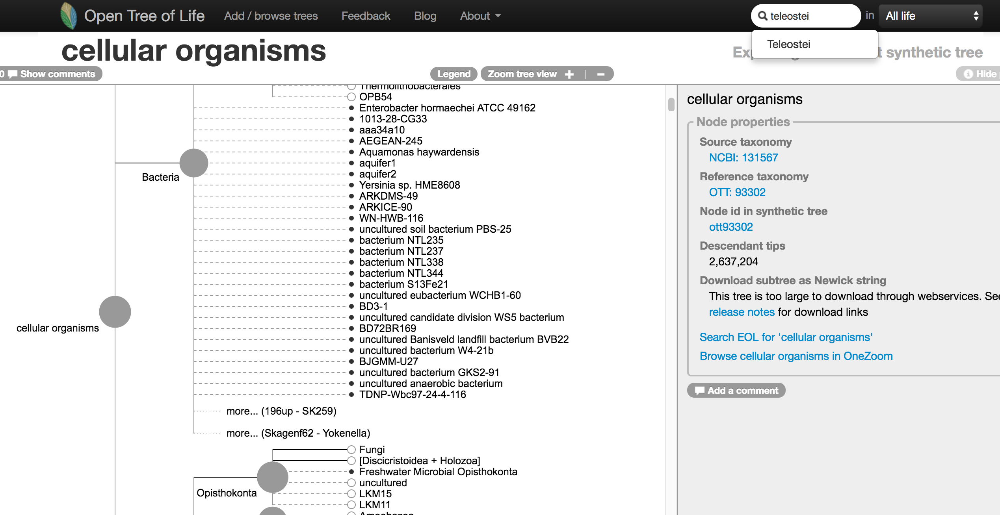 Open Tree of Life Add / browse trees Feedback Blog About teleostei in All life
Teleostei
cellular organisms
t synthetic tree
0 Show comments Legend Zoom tree view + | − Hide
Thermolithobacterales
OPB54
Enterobacter hormaechei ATCC 49162
1013-28-CG33
aaa34a10
AEGEAN-245
Aquamonas haywardensis
aquifer1
Bacteria
aquifer2
Yersinia sp. HME8608
ARKDMS-49
ARKICE-90
WN-HWB-116
uncultured soil bacterium PBS-25
bacterium NTL235
bacterium NTL237
bacterium NTL338
bacterium NTL344
bacterium S13Fe21
uncultured eubacterium WCHB1-60
BD3-1
uncultured candidate division WS5 bacterium
cellular organisms
BD72BR169
uncultured Banisveld landfill bacterium BVB22
uncultured bacterium W4-21b
BJGMM-U27
uncultured bacterium GKS2-91
uncultured anaerobic bacterium
TDNP-Wbc97-24-4-116
more... (196up - SK259)
more... (Skagenf62 - Yokenella)
Fungi
[Discicristoidea + Holozoa]
Freshwater Microbial Opisthokonta
uncultured
Opisthokonta
LKM15
LKM11
cellular organisms
Node properties
Source taxonomy
NCBI: 131567
Reference taxonomy
OTT: 93302
Node id in synthetic tree
ott93302
Descendant tips
2,637,204
Download subtree as Newick string
This tree is too large to download through webservices. See
release notes for download links
Search EOL for 'cellular organisms'
Browse cellular organisms in OneZoom
Add a comment